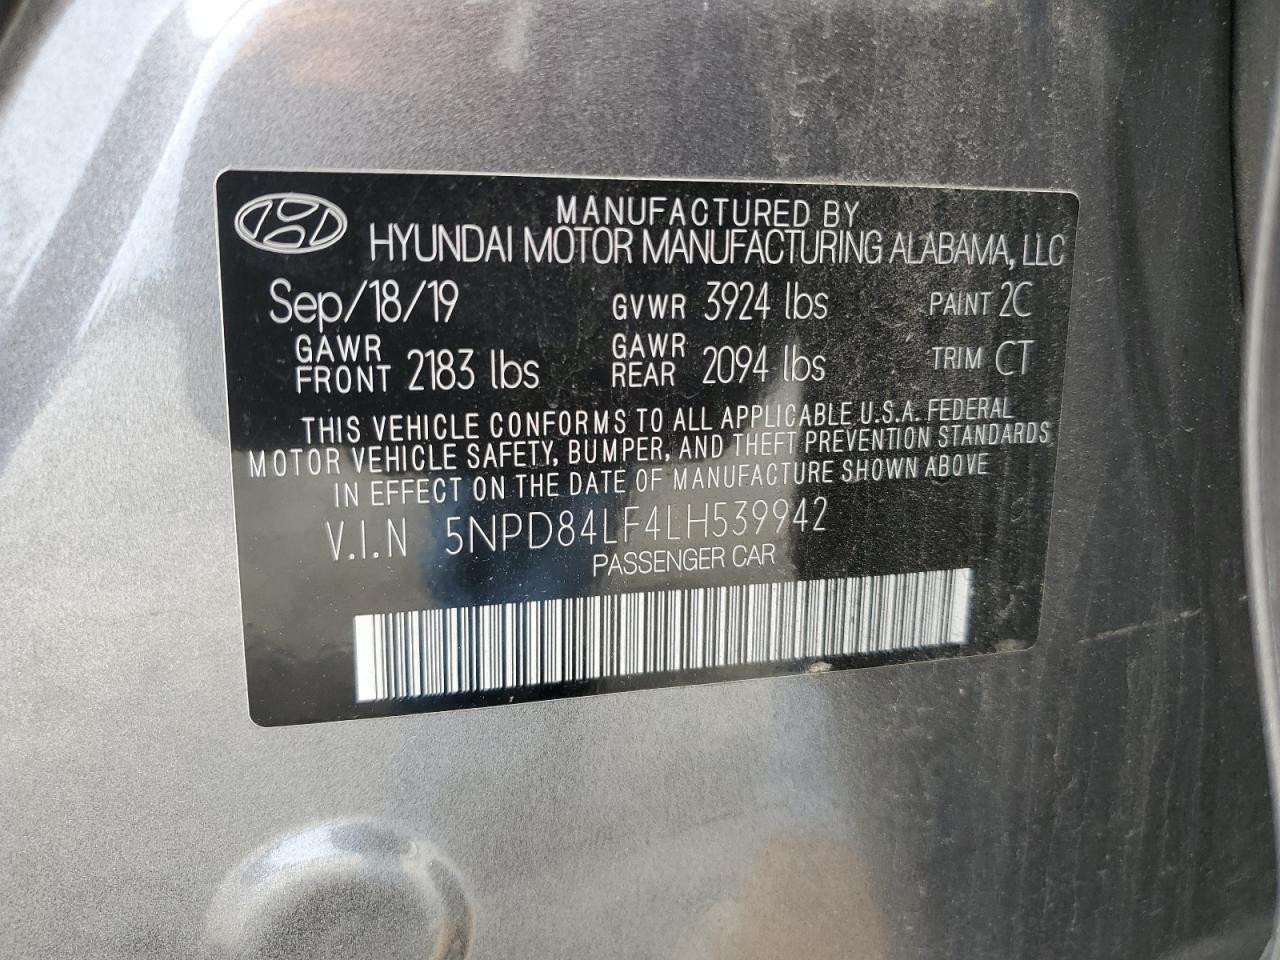 MANUFACTURED BY
HYUNDAI MOTOR MANUFACTURING ALABAMA, LLC
Sep/18/19 GVWR 3924 lbs PAINT 2C
GAWR FRONT 2183 lbs GAWR REAR 2094 lbs TRIM CT
THIS VEHICLE CONFORMS TO ALL APPLICABLE U.S.A. FEDERAL
MOTOR VEHICLE SAFETY, BUMPER, AND THEFT PREVENTION STANDARDS
IN EFFECT ON THE DATE OF MANUFACTURE SHOWN ABOVE
V.I.N 5NPD84LF4LH539942
PASSENGER CAR